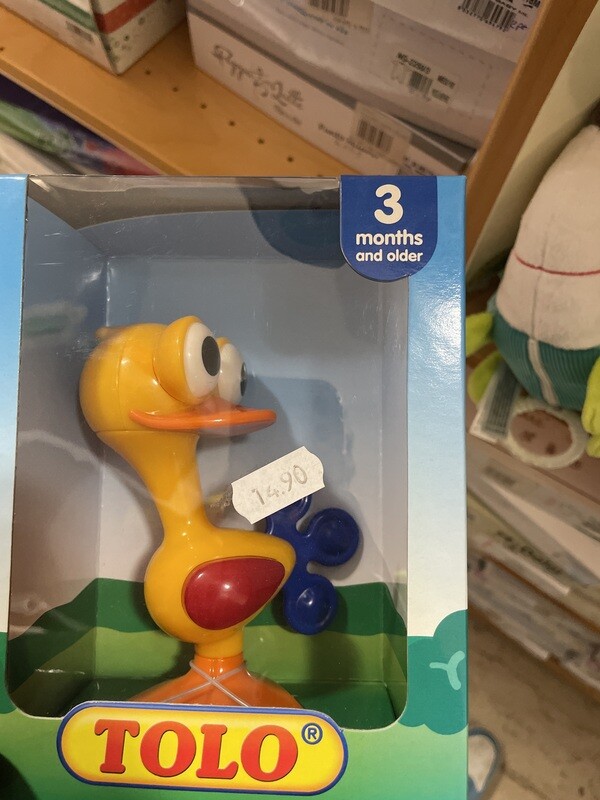 3
months
and older
14.90
TOLO®